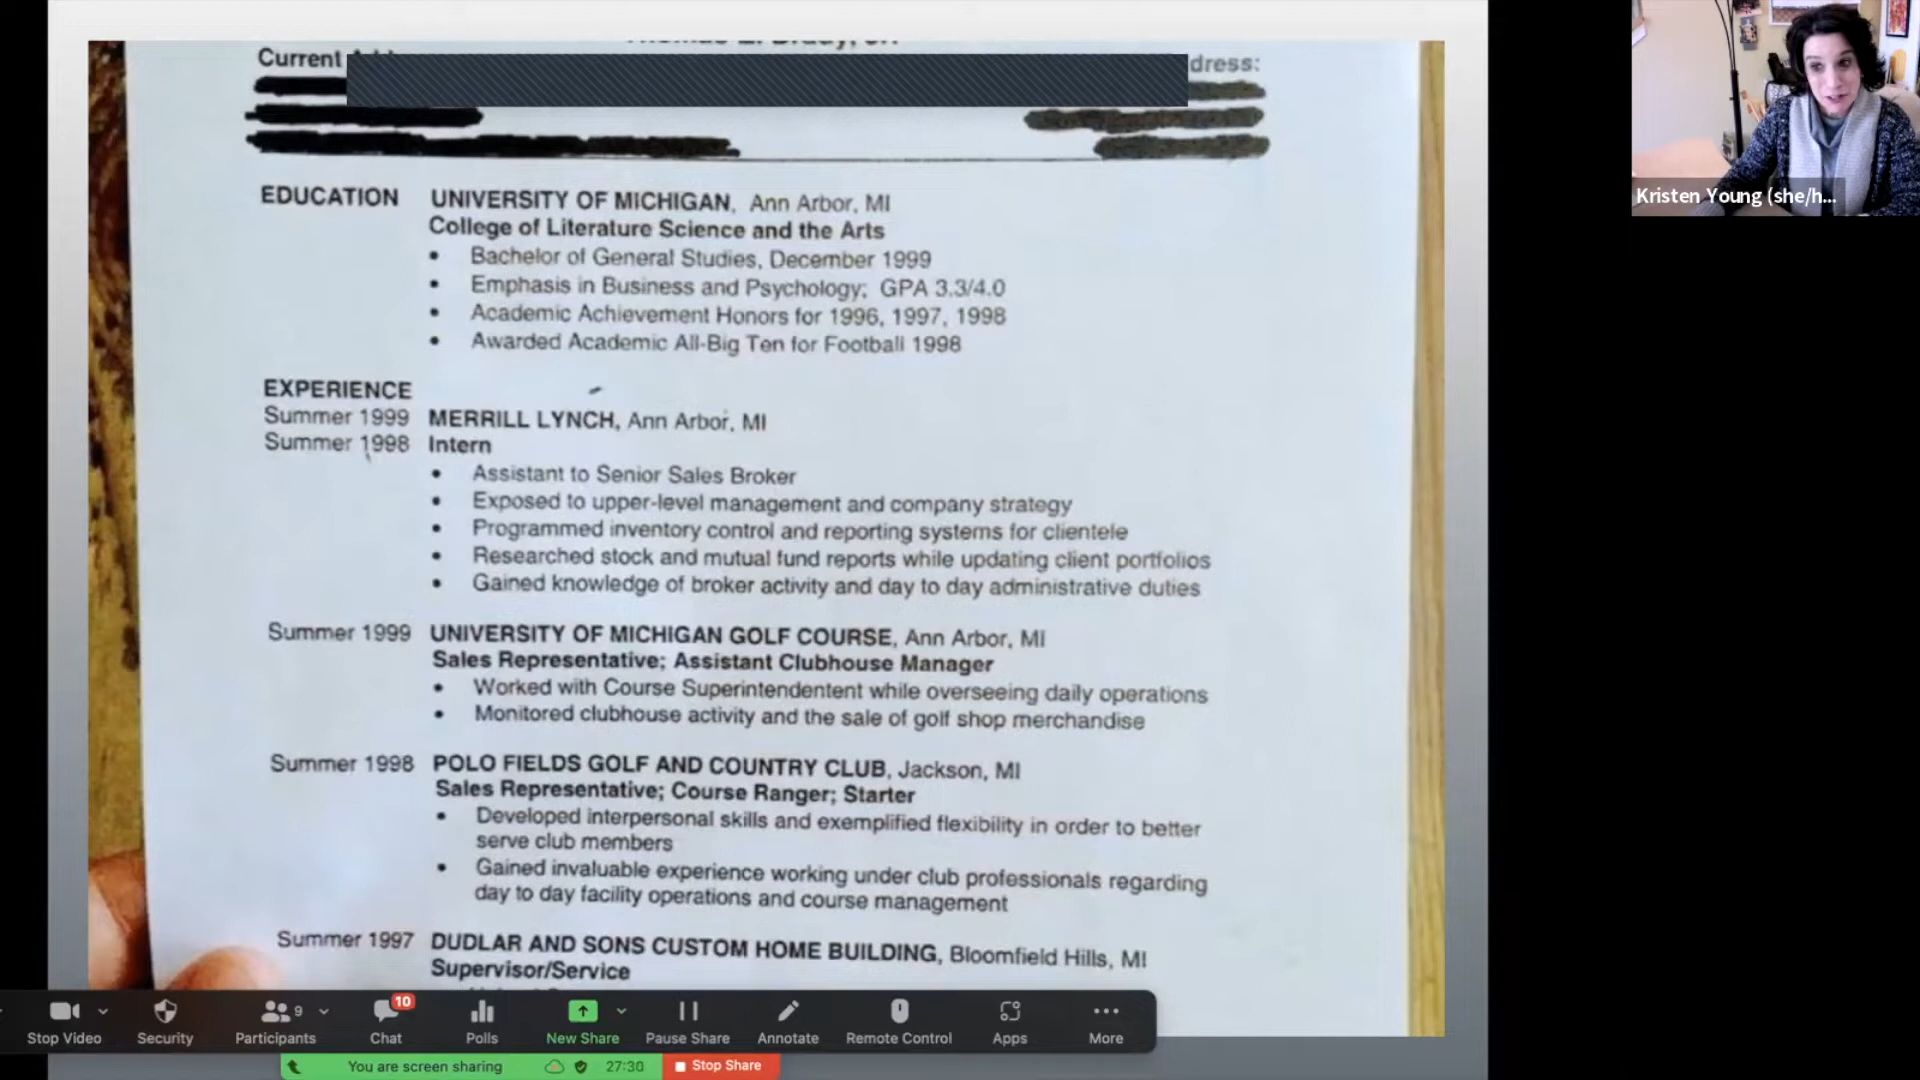 Current
dress:
EDUCATION UNIVERSITY OF MICHIGAN, Ann Arbor, MI
College of Literature Science and the Arts
• Bachelor of General Studies, December 1999
• Emphasis in Business and Psychology; GPA 3.3/4.0
• Academic Achievement Honors for 1996, 1997, 1998
• Awarded Academic All-Big Ten for Football 1998
EXPERIENCE
Summer 1999 MERRILL LYNCH, Ann Arbor, MI
Summer 1998 Intern
• Assistant to Senior Sales Broker
• Exposed to upper-level management and company strategy
• Programmed inventory control and reporting systems for clientele
• Researched stock and mutual fund reports while updating client portfolios
• Gained knowledge of broker activity and day to day administrative duties
Summer 1999 UNIVERSITY OF MICHIGAN GOLF COURSE, Ann Arbor, MI
Sales Representative; Assistant Clubhouse Manager
• Worked with Course Superintendentent while overseeing daily operations
• Monitored clubhouse activity and the sale of golf shop merchandise
Summer 1998 POLO FIELDS GOLF AND COUNTRY CLUB, Jackson, MI
Sales Representative; Course Ranger; Starter
• Developed interpersonal skills and exemplified flexibility in order to better
serve club members
• Gained invaluable experience working under club professionals regarding
day to day facility operations and course management
Summer 1997 DUDLAR AND SONS CUSTOM HOME BUILDING, Bloomfield Hills, MI
Supervisor/Service
Kristen Young (she/h...
9
10
Stop Video Security Participants Chat Polls New Share Pause Share Annotate Remote Control Apps More
You are screen sharing 27:30 Stop Share